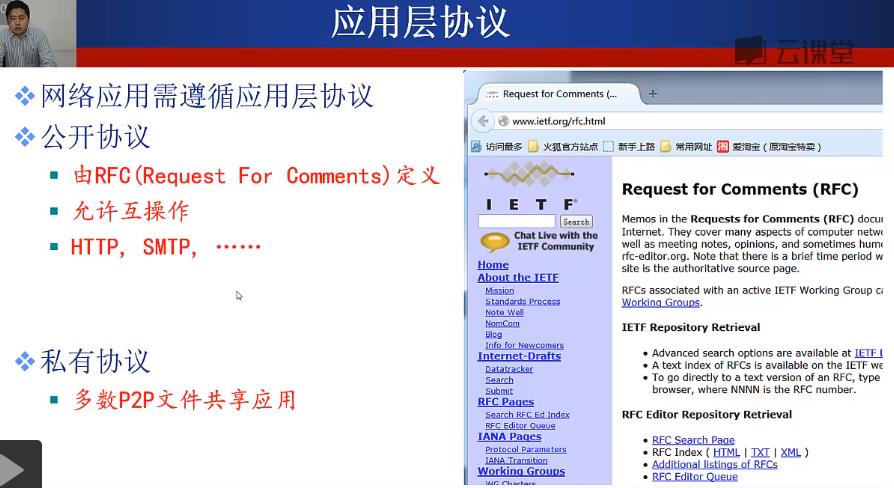 应用层协议
云课堂
网络应用需遵循应用层协议
公开协议
由RFC(Request For Comments)定义
允许互操作
HTTP, SMTP, ……
私有协议
多数P2P文件共享应用
Request for Comments (...
www.ietf.org/rfc.html
访问最多 火狐官方站点 新手上路 常用网址 淘 爱淘宝（原淘宝特卖）
I E T F®
Search
Chat Live with the
IETF Community
Home
About the IETF
Mission
Standards Process
Note Well
NomCom
Blog
Info for Newcomers
Internet-Drafts
Datatracker
Search
Submit
RFC Pages
Search RFC Ed Index
RFC Editor Queue
IANA Pages
Protocol Parameters
IANA Transition
Working Groups
WG Charters
Request for Comments (RFC)
Memos in the Requests for Comments (RFC) docu
Internet. They cover many aspects of computer netw
well as meeting notes, opinions, and sometimes humo
rfc-editor.org. Note that there is a brief time period w
site is the authoritative source page.
RFCs associated with an active IETF Working Group ca
Working Groups.
IETF Repository Retrieval
Advanced search options are available at IETF D
A text index of RFCs is available on the IETF we
To go directly to a text version of an RFC, type
browser, where NNNN is the RFC number.
RFC Editor Repository Retrieval
RFC Search Page
RFC Index ( HTML | TXT | XML )
Additional listings of RFCs
RFC Editor Queue